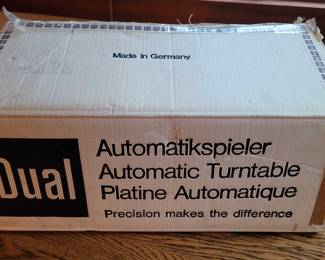 Made In Germany
Dual
Automatikspieler
Automatic Turntable
Platine Automatique
Precision makes the difference